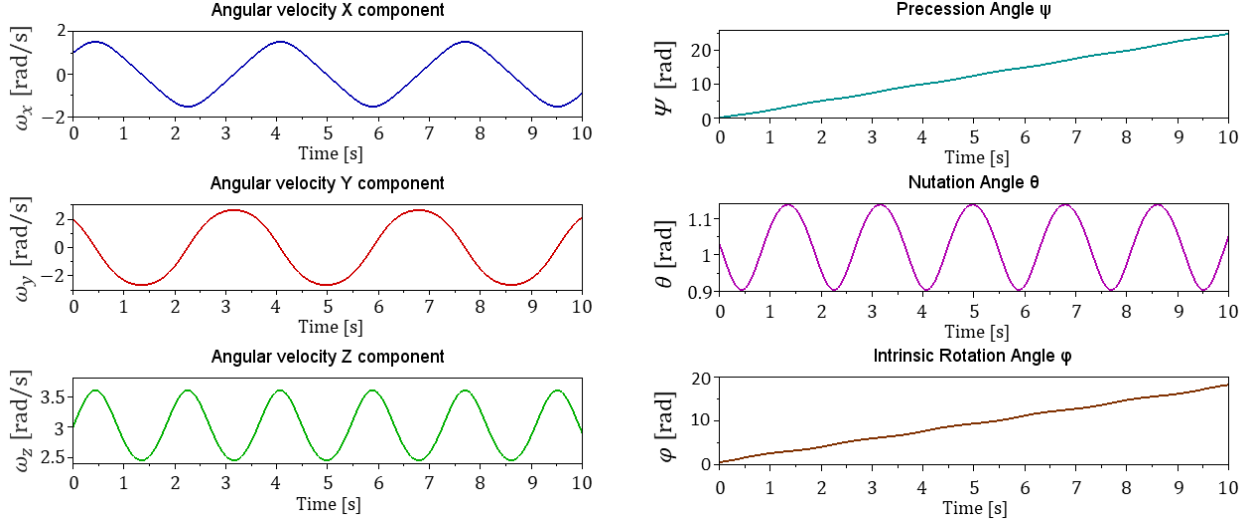 Angular velocity X component
ω_x [rad/s]
2
0
−2
0 1 2 3 4 5 6 7 8 9 10
Time [s]
Angular velocity Y component
ω_y [rad/s]
2
0
−2
0 1 2 3 4 5 6 7 8 9 10
Time [s]
Angular velocity Z component
ω_z [rad/s]
3.5
3
2.5
0 1 2 3 4 5 6 7 8 9 10
Time [s]
Precession Angle ψ
Ψ [rad]
20
10
0
0 1 2 3 4 5 6 7 8 9 10
Time [s]
Nutation Angle θ
θ [rad]
1.1
1
0.9
0 1 2 3 4 5 6 7 8 9 10
Time [s]
Intrinsic Rotation Angle φ
φ [rad]
20
10
0
0 1 2 3 4 5 6 7 8 9 10
Time [s]